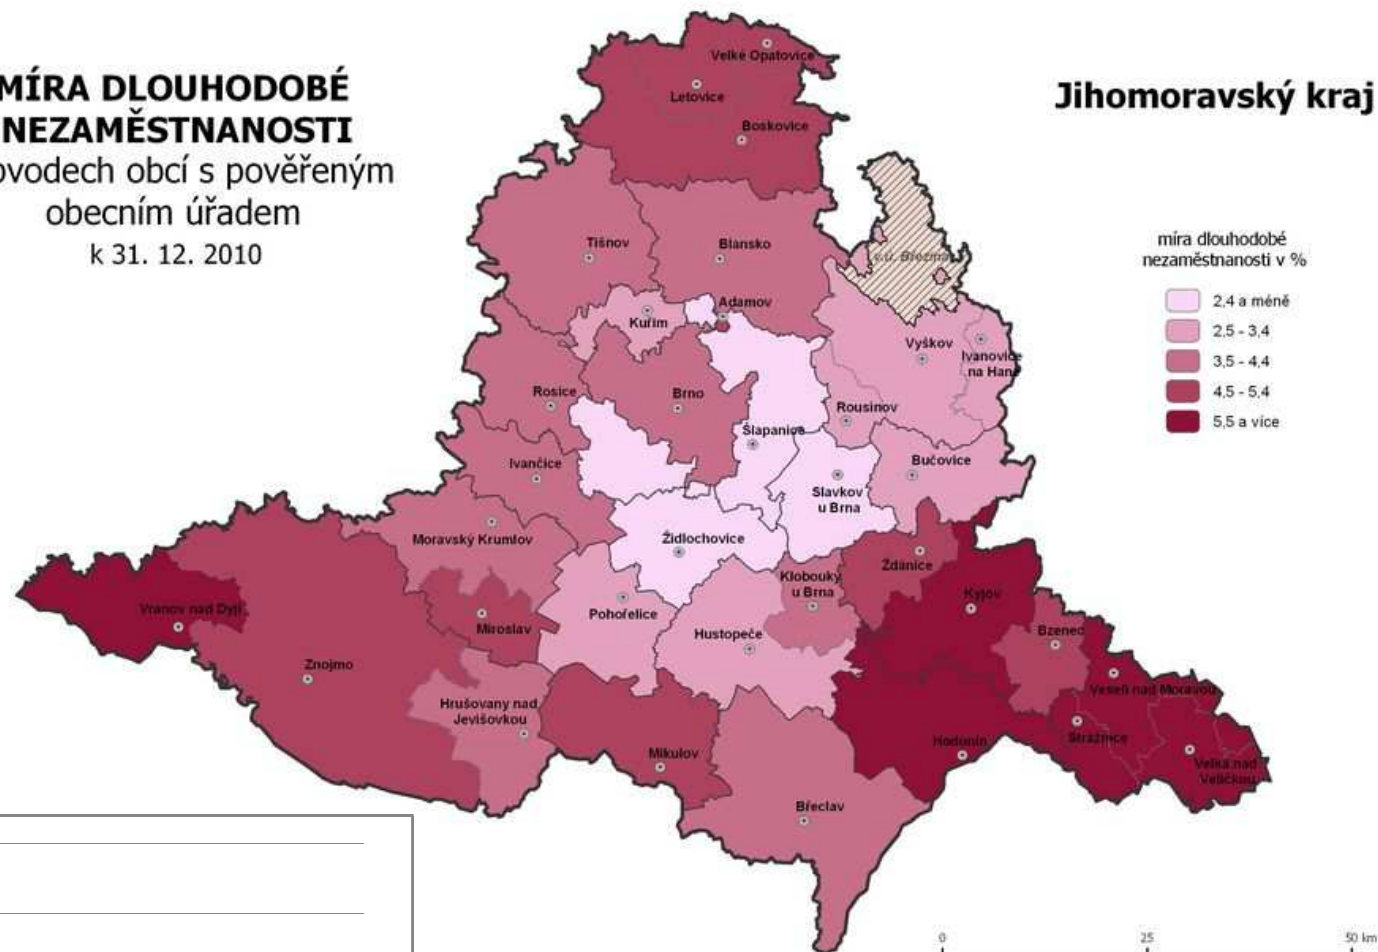 MÍRA DLOUHODOBÉ
NEZAMĚSTNANOSTI
obcí s pověřeným
obecním úřadem
k 31. 12. 2010
Jihomoravský kraj
míra dlouhodobé
nezaměstnanosti v %
2,4 a méně
2,5 - 3,4
3,5 - 4,4
4,5 - 5,4
5,5 a více
Velké Opatovice
Letovice
Boskovice
Tišnov
Blansko
v.ú. Březina
Adamov
Kuřim
Vyškov
Ivanovice
na Hané
Rosice
Brno
Rousínov
Šlapanice
Ivančice
Bučovice
Slavkov
u Brna
Moravský Krumlov
Židlochovice
Ždánice
Klobouky
u Brna
Kyjov
Vranov nad Dyjí
Pohořelice
Miroslav
Hustopeče
Bzenec
Znojmo
Veselí nad Moravou
Hrušovany nad
Jevišovkou
Strážnice
Hodonín
Mikulov
Velká nad
Veličkou
Břeclav
0 25 50 km